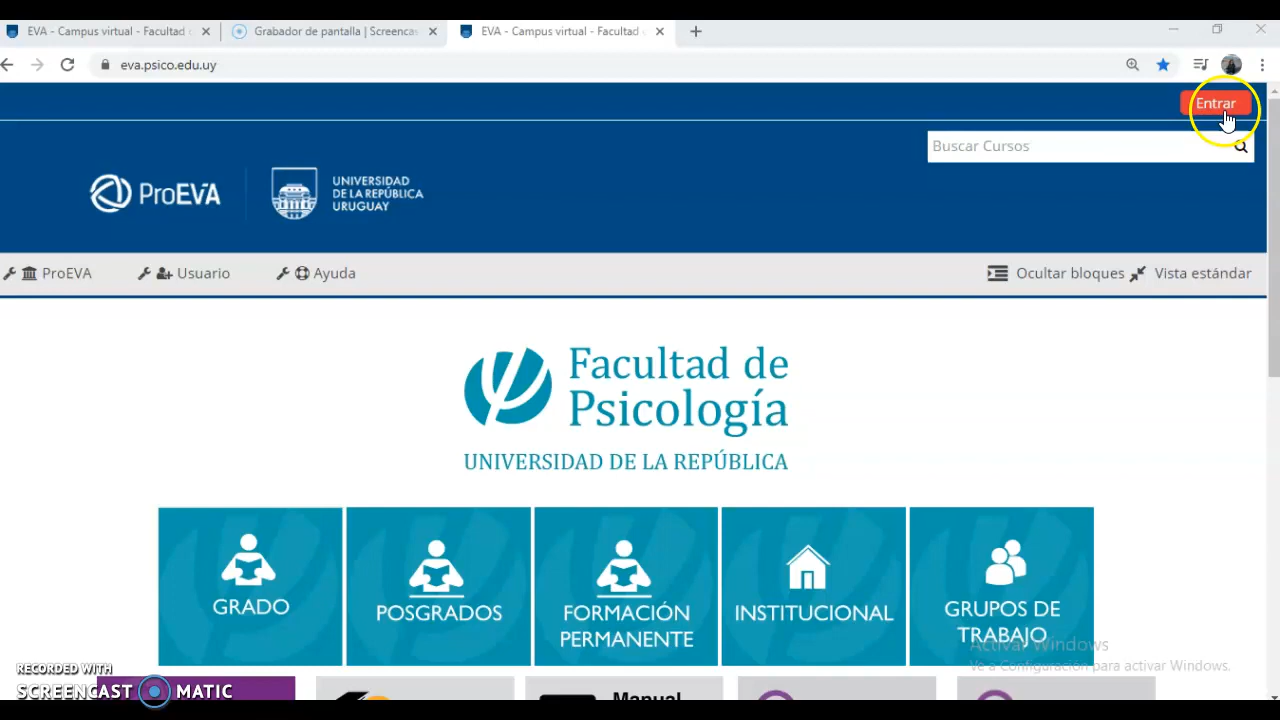 EVA - Campus virtual - Facultad
Grabador de pantalla | Screencas
EVA - Campus virtual - Facultad
eva.psico.edu.uy
Entrar
Buscar Cursos
ProEVA
UNIVERSIDAD
DE LA REPÚBLICA
URUGUAY
ProEVA
Usuario
Ayuda
Ocultar bloques
Vista estándar
Facultad de
Psicología
UNIVERSIDAD DE LA REPÚBLICA
GRADO
POSGRADOS
FORMACIÓN
PERMANENTE
INSTITUCIONAL
GRUPOS DE
TRABAJO
Activar Windows
Ve a Configuración para activar Windows.
RECORDED WITH
SCREENCAST MATIC
Manual